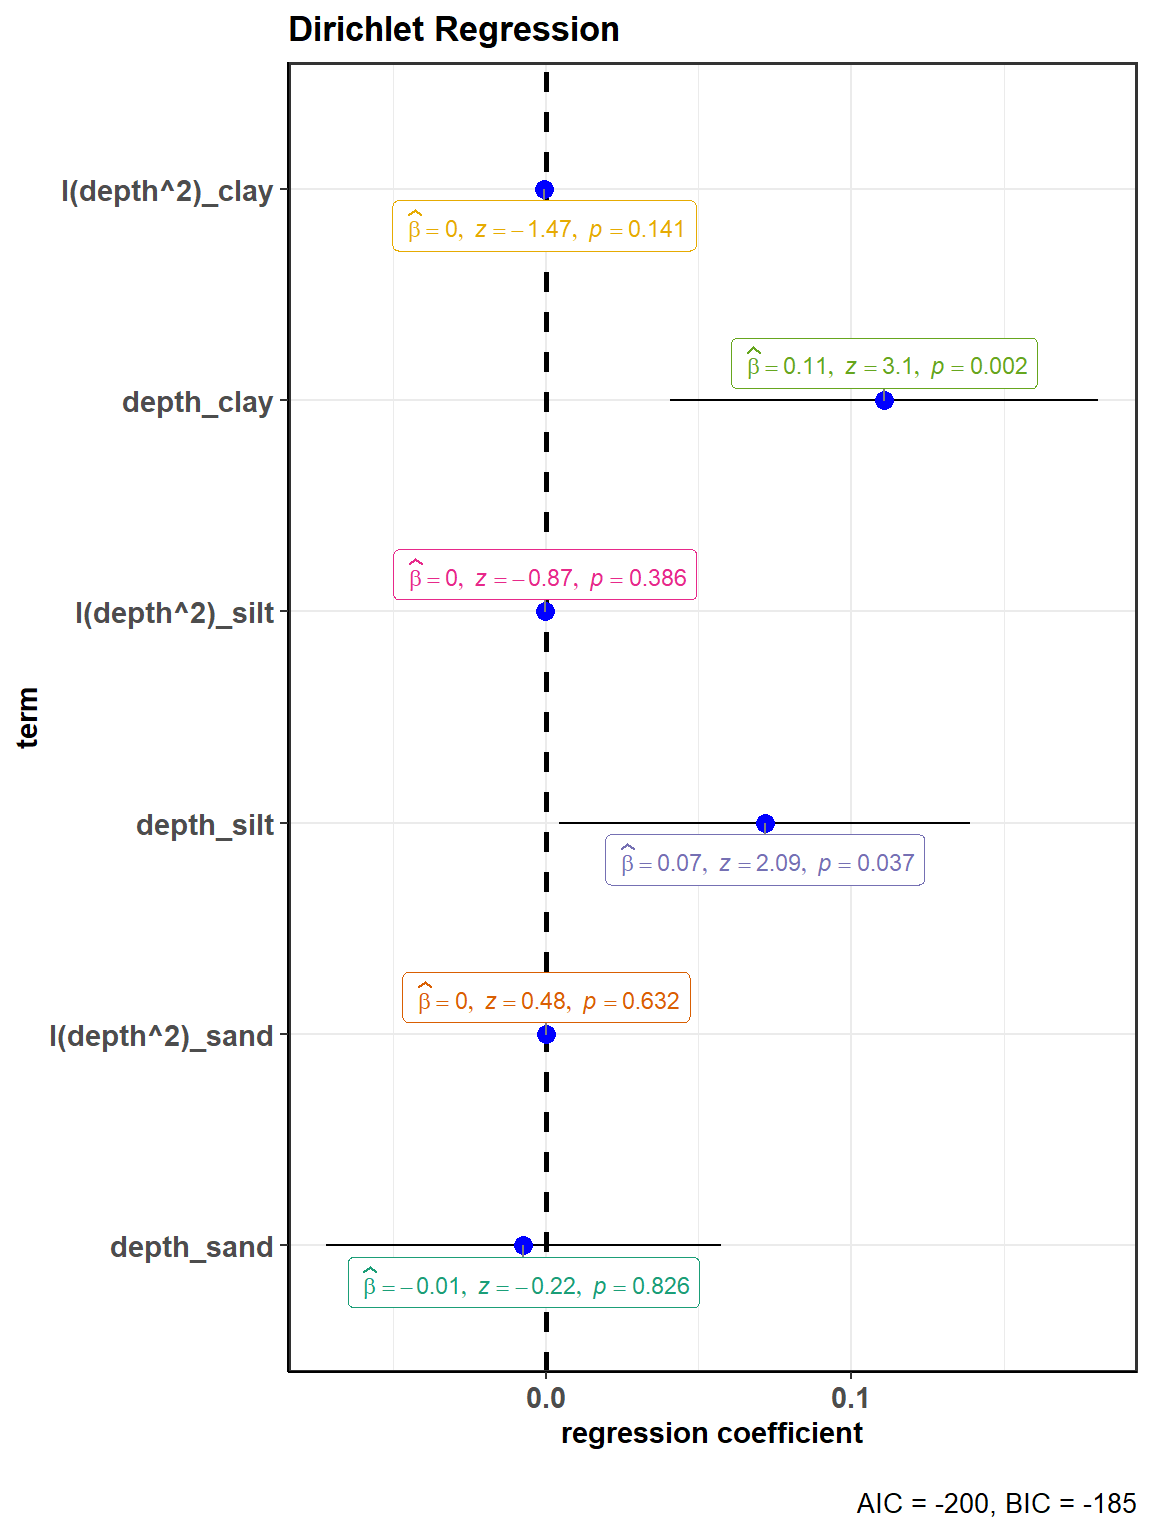 Dirichlet Regression
I(depth^2)_clay
β̂ = 0, z = −1.47, p = 0.141
β̂ = 0.11, z = 3.1, p = 0.002
depth_clay
β̂ = 0, z = −0.87, p = 0.386
I(depth^2)_silt
term
depth_silt
β̂ = 0.07, z = 2.09, p = 0.037
β̂ = 0, z = 0.48, p = 0.632
I(depth^2)_sand
depth_sand
β̂ = −0.01, z = −0.22, p = 0.826
0.0 0.1
regression coefficient
AIC = -200, BIC = -185